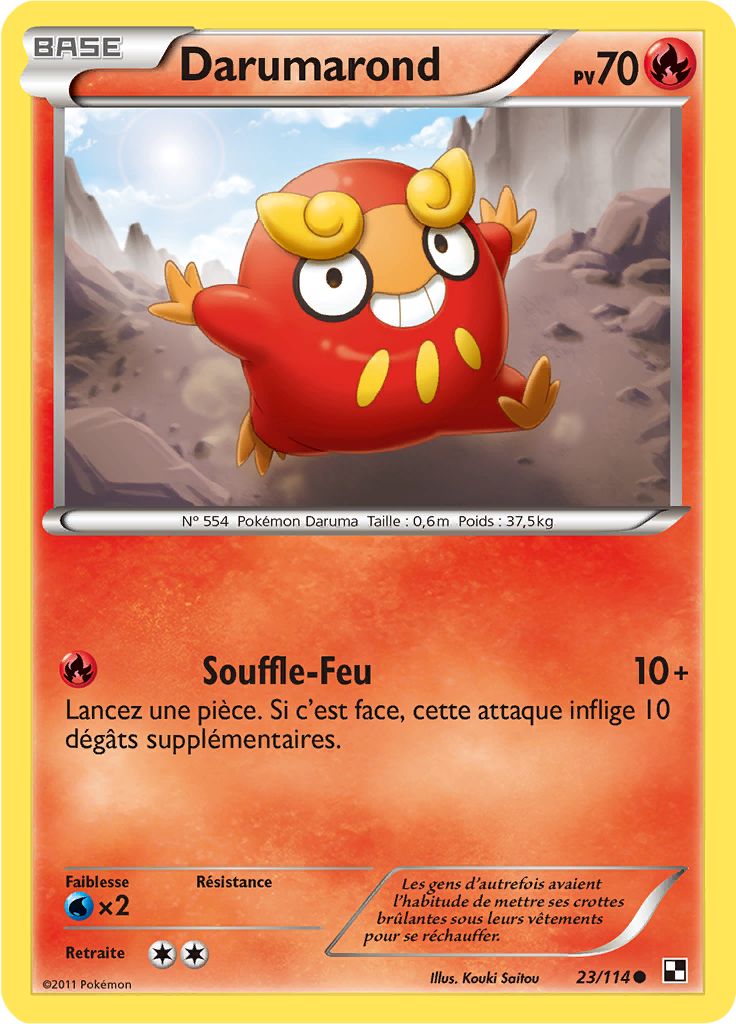 BASE
Darumarond
PV70
N° 554 Pokémon Daruma Taille : 0,6m Poids : 37,5kg
Souffle-Feu 10+
Lancez une pièce. Si c'est face, cette attaque inflige 10
dégâts supplémentaires.
Faiblesse
×2
Résistance
Retraite
Les gens d'autrefois avaient
l'habitude de mettre ses crottes
brûlantes sous leurs vêtements
pour se réchauffer.
©2011 Pokémon
Illus. Kouki Saitou
23/114